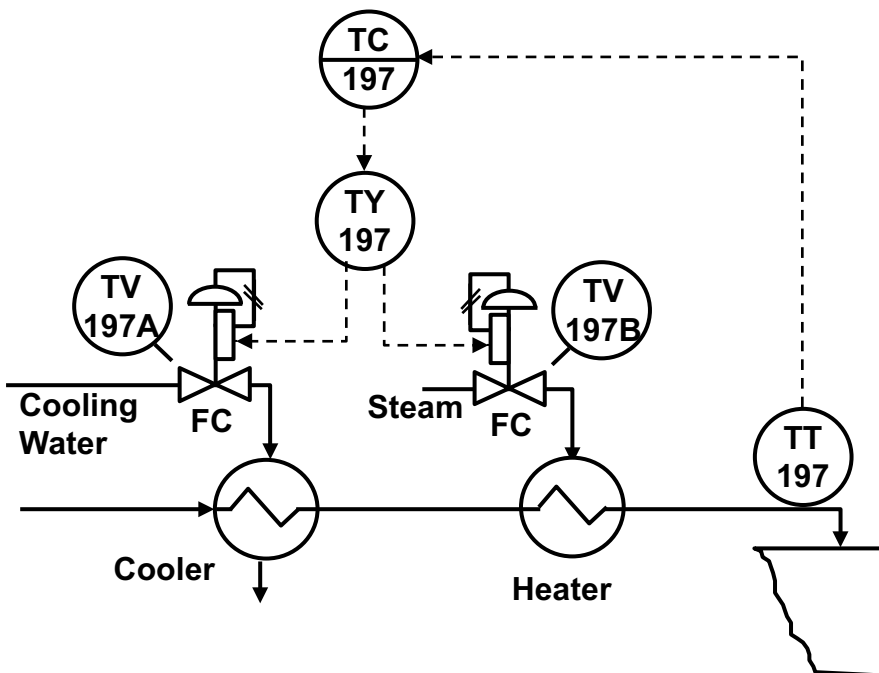 TC
197
TY
197
TV
197A
TV
197B
Cooling
Water
FC
Steam
FC
TT
197
Cooler
Heater